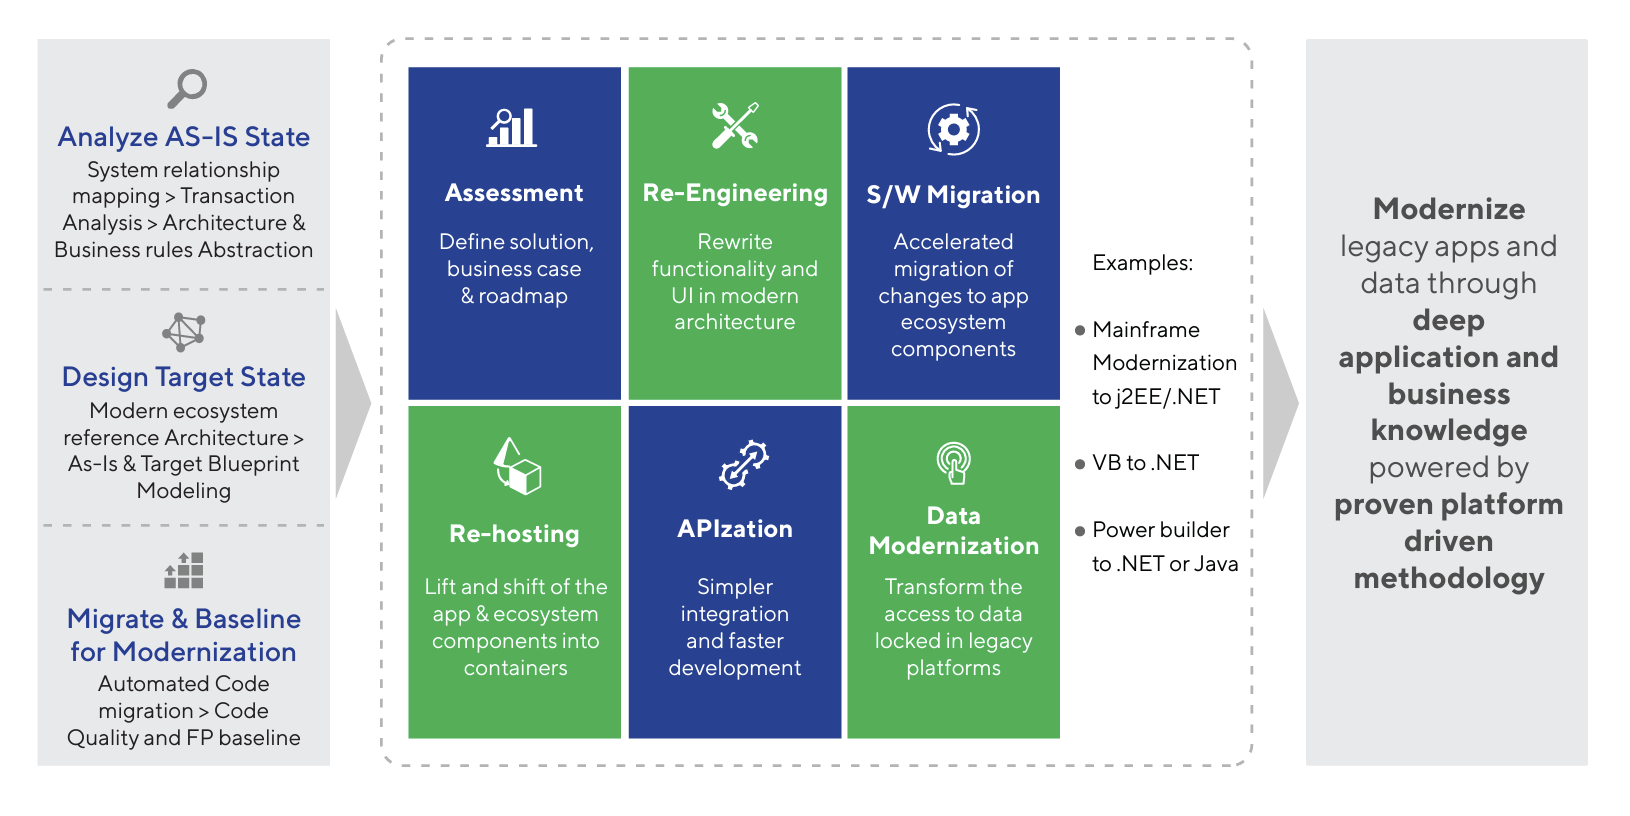 Analyze AS-IS State
System relationship
mapping > Transaction
Analysis > Architecture &
Business rules Abstraction
Design Target State
Modern ecosystem
reference Architecture >
As-Is & Target Blueprint
Modeling
Migrate & Baseline
for Modernization
Automated Code
migration > Code
Quality and FP baseline
Assessment
Define solution,
business case
& roadmap
Re-Engineering
Rewrite
functionality and
UI in modern
architecture
S/W Migration
Accelerated
migration of
changes to app
ecosystem
components
Re-hosting
Lift and shift of the
app & ecosystem
components into
containers
APIzation
Simpler
integration
and faster
development
Data
Modernization
Transform the
access to data
locked in legacy
platforms
Examples:
Mainframe
Modernization
to j2EE/.NET
VB to .NET
Power builder
to .NET or Java
Modernize
legacy apps and
data through
deep
application and
business
knowledge
powered by
proven platform
driven
methodology